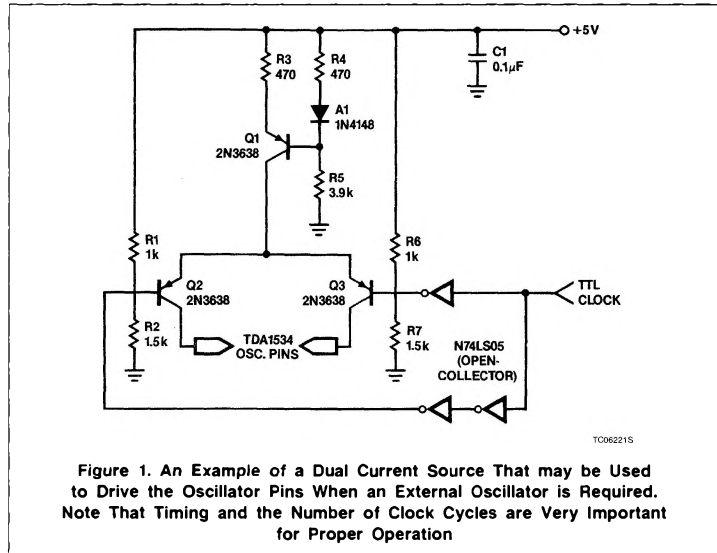 +5V
R3
470
R4
470
C1
0.1µF
A1
1N4148
Q1
2N3638
R5
3.9k
R1
1k
R6
1k
Q2
2N3638
Q3
2N3638
TTL
CLOCK
R2
1.5k
TDA1534
OSC. PINS
R7
1.5k
N74LS05
(OPEN-
COLLECTOR)
TC06221S
Figure 1. An Example of a Dual Current Source That may be Used
to Drive the Oscillator Pins When an External Oscillator is Required.
Note That Timing and the Number of Clock Cycles are Very Important
for Proper Operation